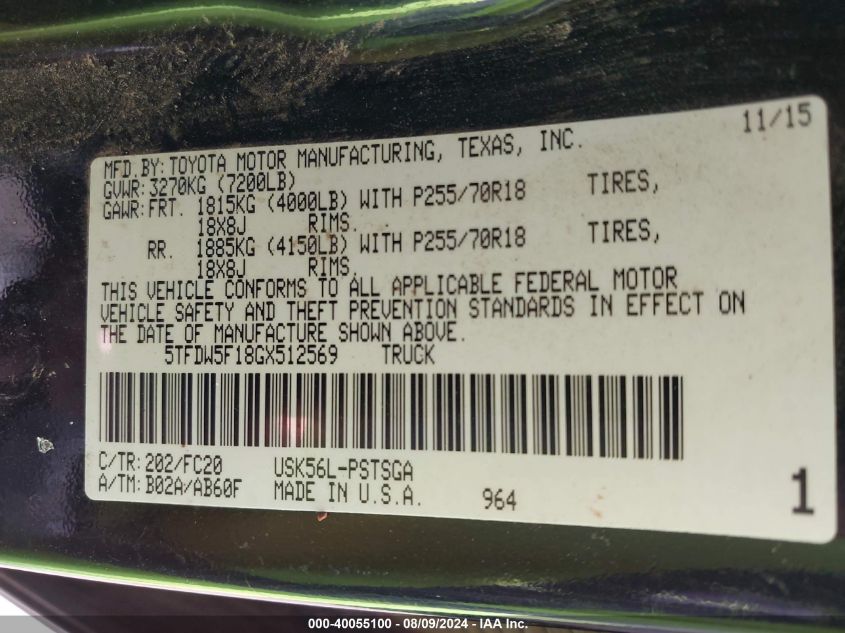 11/15
MFD.BY:TOYOTA MOTOR MANUFACTURING, TEXAS, INC.
GVWR:3270KG (7200LB)
GAWR:FRT. 1815KG (4000LB) WITH P255/70R18 TIRES,
18X8J RIMS.
RR. 1885KG (4150LB) WITH P255/70R18 TIRES,
18X8J RIMS.
THIS VEHICLE CONFORMS TO ALL APPLICABLE FEDERAL MOTOR
VEHICLE SAFETY AND THEFT PREVENTION STANDARDS IN EFFECT ON
THE DATE OF MANUFACTURE SHOWN ABOVE.
5TFDW5F18GX512569 TRUCK
C/TR:202/FC20 USK56L-PSTSGA
A/TM:B02A/AB60F MADE IN U.S.A. 964
1
000-40055100 - 08/09/2024 - IAA Inc.